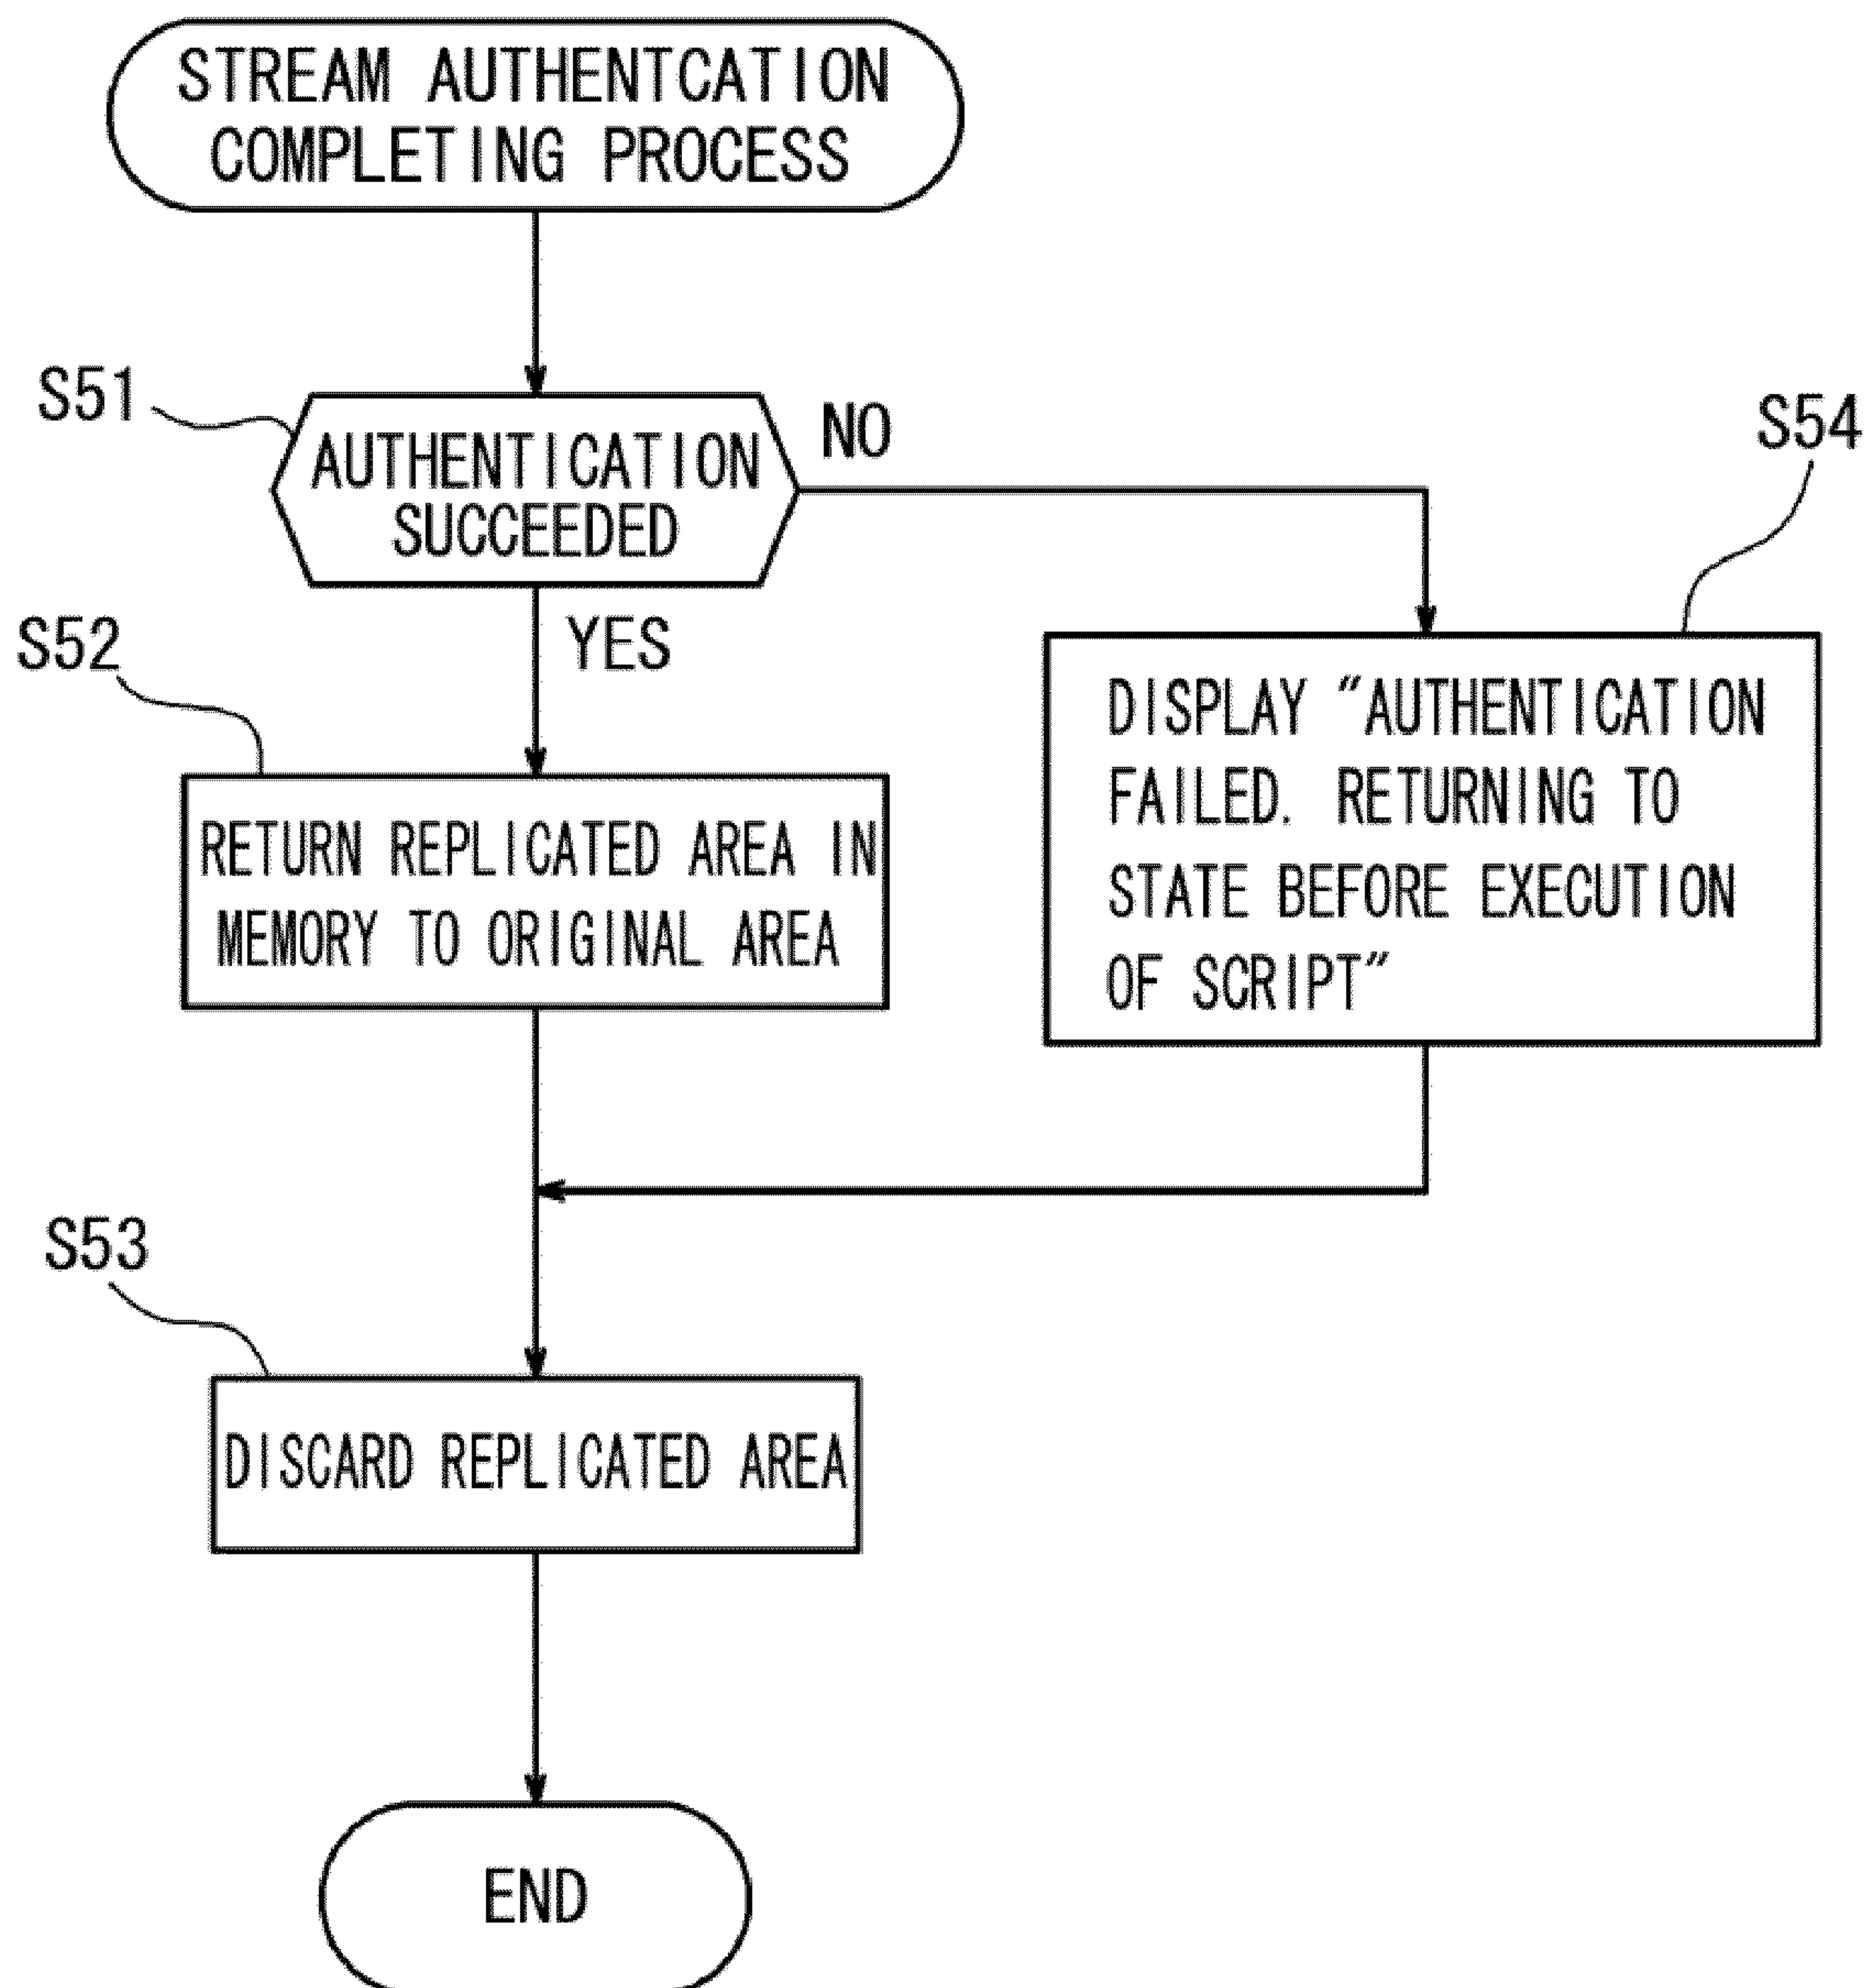 STREAM AUTHENTCATION
COMPLETING PROCESS
S51
AUTHENTICATION
SUCCEEDED
NO
YES
S52
RETURN REPLICATED AREA IN
MEMORY TO ORIGINAL AREA
S54
DISPLAY "AUTHENTICATION
FAILED. RETURNING TO
STATE BEFORE EXECUTION
OF SCRIPT"
S53
DISCARD REPLICATED AREA
END